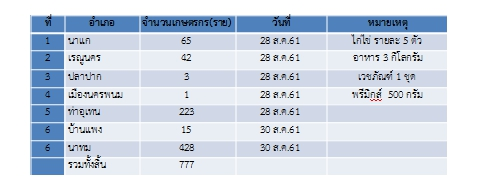 ที่ อำเภอ จำนวนเกษตรกร(ราย) วันที่ หมายเหตุ
1 นาแก 65 28 ส.ค.61 ไก่ไข่ รายละ 5 ตัว
2 เรณูนคร 42 28 ส.ค.61 อาหาร 3 กิโลกรัม
3 ปลาปาก 3 28 ส.ค.61 เวชภัณฑ์ 1 ชุด
4 เมืองนครพนม 1 28 ส.ค.61 พรีมิกส์ 500 กรัม
5 ท่าอุเทน 223 28 ส.ค.61
6 บ้านแพง 15 30 ส.ค.61
6 นาทม 428 30 ส.ค.61
รวมทั้งสิ้น 777